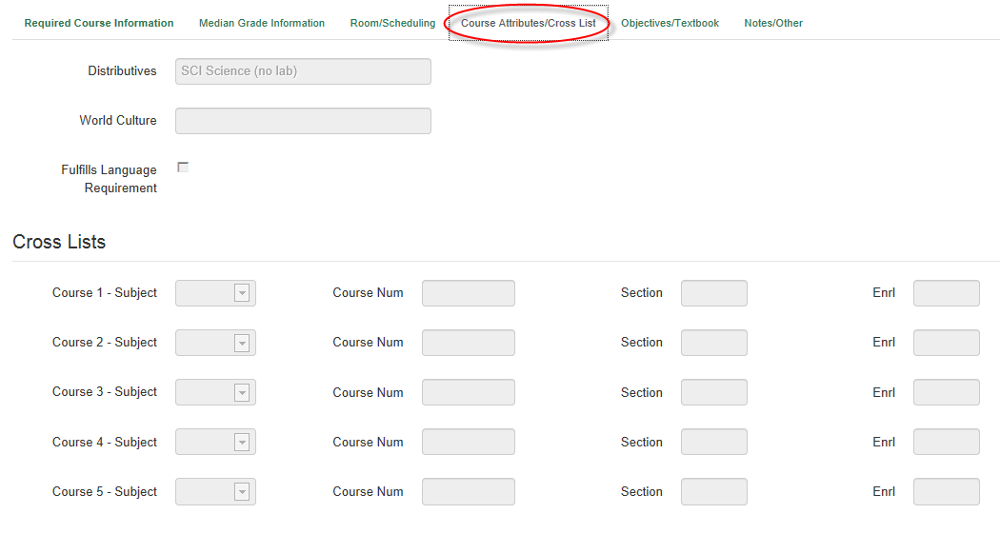 Required Course Information Median Grade Information Room/Scheduling Course Attributes/Cross List Objectives/Textbook Notes/Other
Distributives SCI Science (no lab)
World Culture
Fulfills Language
Requirement
Cross Lists
Course 1 - Subject Course Num Section Enrl
Course 2 - Subject Course Num Section Enrl
Course 3 - Subject Course Num Section Enrl
Course 4 - Subject Course Num Section Enrl
Course 5 - Subject Course Num Section Enrl